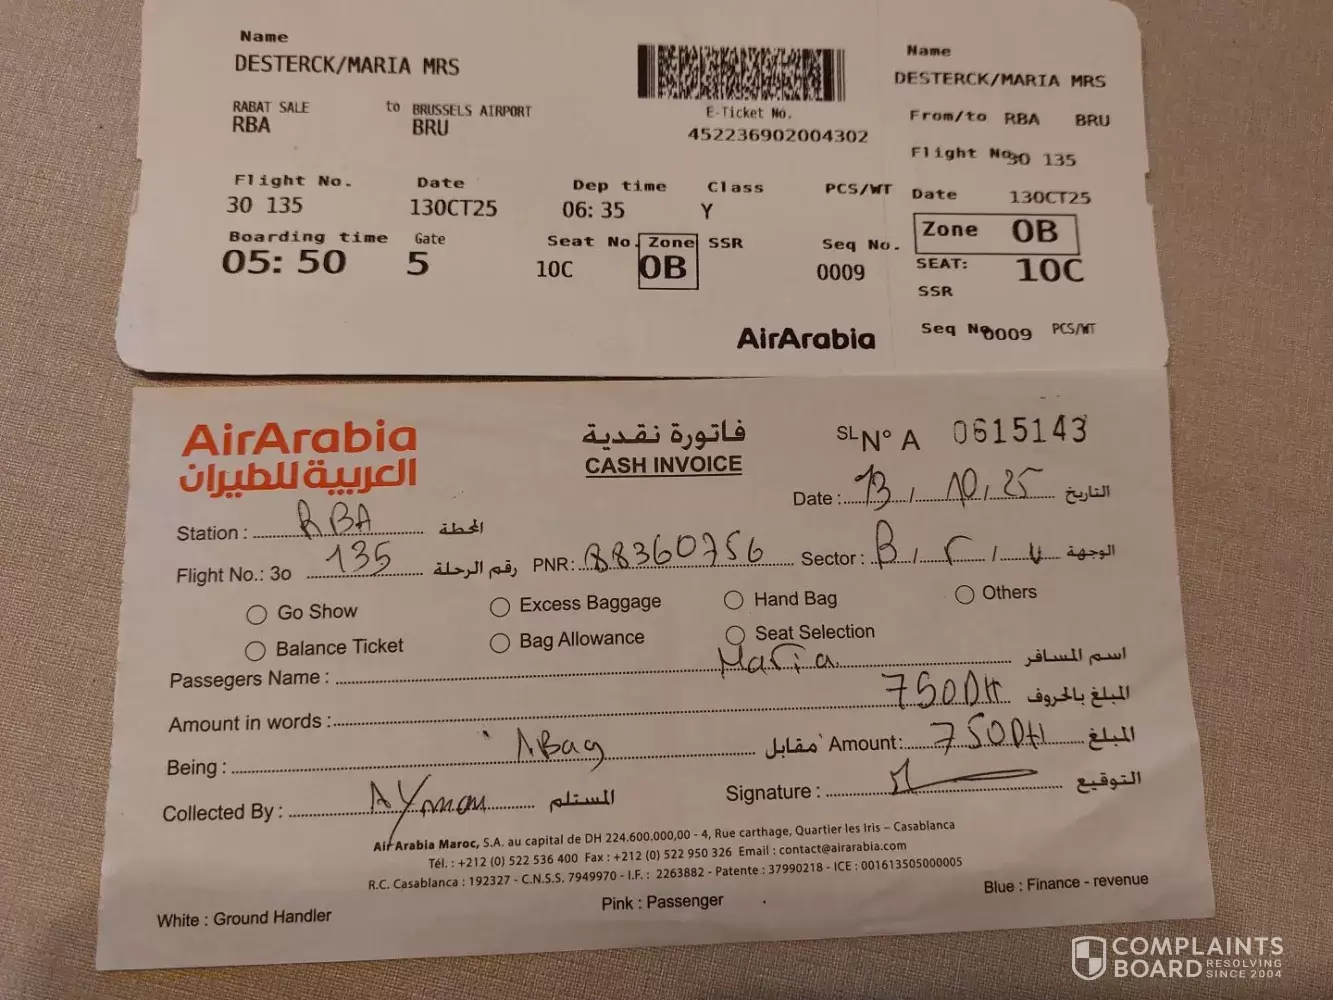 Name
DESTERCK/MARIA MRS
RABAT SALE to BRUSSELS AIRPORT
RBA BRU
E-Ticket No.
452236902004302
Flight No. Date Dep time Class PCS/WT
30 135 13OCT25 06:35 Y
Boarding time Gate Seat No. Zone SSR Seq No.
05:50 5 10C 0B 0009
AirArabia
Name
DESTERCK/MARIA MRS
From/to RBA BRU
Flight No 30 135
Date 13OCT25
Zone 0B
SEAT: 10C
SSR
Seq No 0009 PCS/WT
AirArabia
العربية للطيران
فاتورة نقدية
CASH INVOICE
SL N° A 0615143
Date : 13 / 10 / 25 التاريخ
Station : RBA المحطة
Flight No.: 3o 135 رقم الرحلة PNR: 88360756 Sector : B / r / u الوجهة
Go Show Excess Baggage Hand Bag Others
Balance Ticket Bag Allowance Seat Selection
Passegers Name : Maria اسم المسافر
Amount in words : 750DH المبلغ بالحروف
Being : 1Bag مقابل Amount: 750DH المبلغ
Collected By : AYman المستلم Signature : التوقيع
Air Arabia Maroc, S.A. au capital de DH 224.600.000,00 - 4, Rue carthage, Quartier les Iris – Casablanca
Tél. : +212 (0) 522 536 400 Fax : +212 (0) 522 950 326 Email : contact@airarabia.com
R.C. Casablanca : 192327 - C.N.S.S. 7949970 - I.F. : 2263882 - Patente : 37990218 - ICE : 001613505000005
White : Ground Handler Pink : Passenger Blue : Finance - revenue
COMPLAINTS
BOARD RESOLVING SINCE 2004